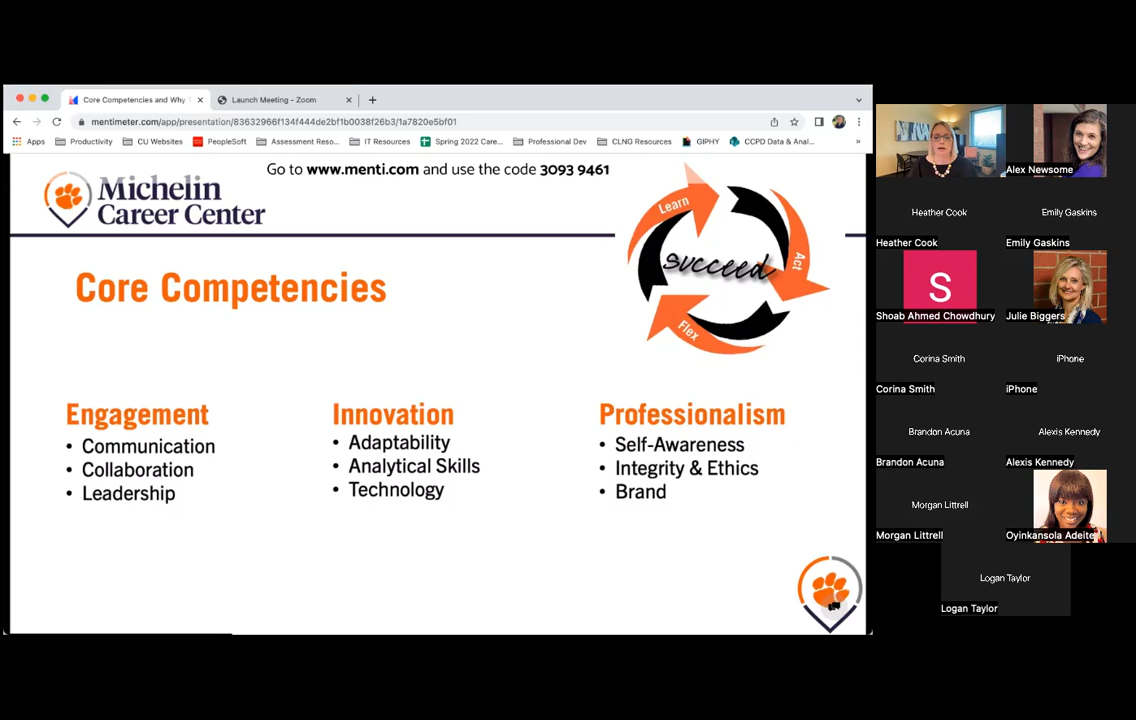 Core Competencies and Why
Launch Meeting - Zoom
mentimeter.com/app/presentation/83632966f134f444de2bf1b0038f26b3/1a7820e5bf01
Apps Productivity CU Websites PeopleSoft Assessment Reso... IT Resources Spring 2022 Care... Professional Dev CLNG Resources GIPHY CCPD Data & Anal... »
Go to www.menti.com and use the code 3093 9461
Michelin
Career Center
Learn
Act
Flex
succeed
Core Competencies
Engagement
• Communication
• Collaboration
• Leadership
Innovation
• Adaptability
• Analytical Skills
• Technology
Professionalism
• Self-Awareness
• Integrity & Ethics
• Brand
Alex Newsome
Heather Cook
Heather Cook
Emily Gaskins
Emily Gaskins
S
Shoab Ahmed Chowdhury
Julie Biggers
Corina Smith
Corina Smith
iPhone
iPhone
Brandon Acuna
Brandon Acuna
Alexis Kennedy
Alexis Kennedy
Morgan Littrell
Morgan Littrell
Oyinkansola Adeite
Logan Taylor
Logan Taylor